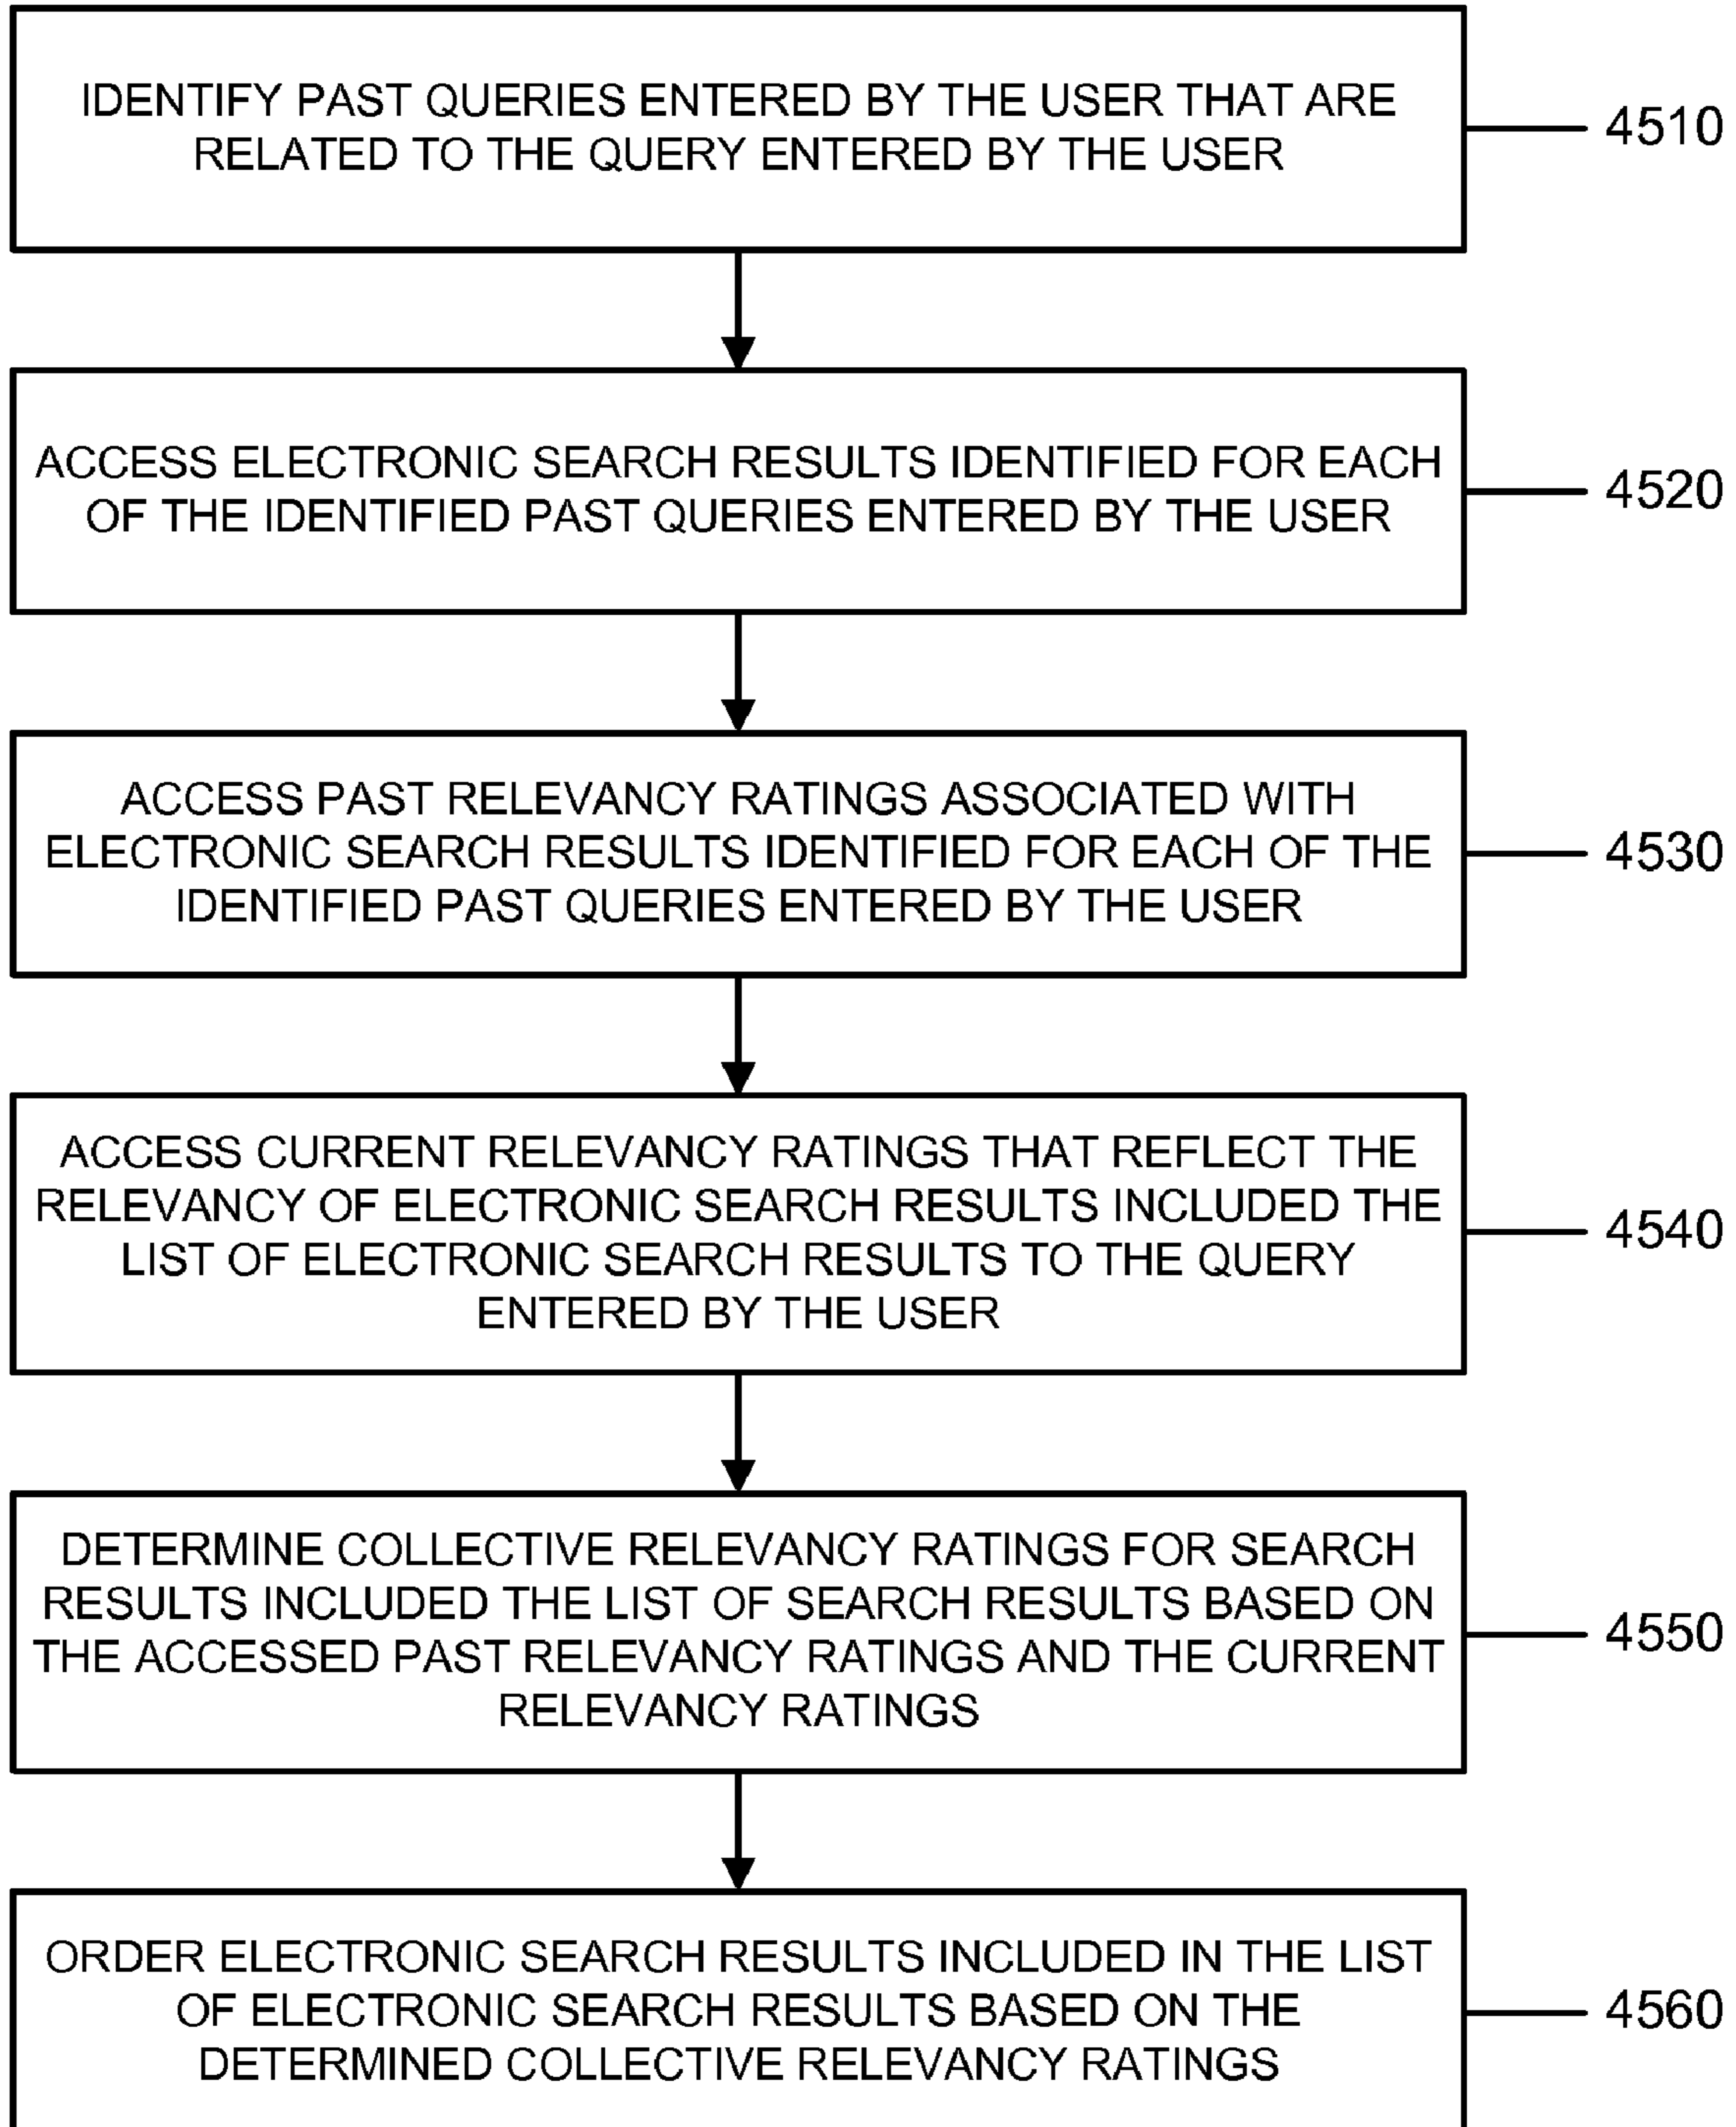 IDENTIFY PAST QUERIES ENTERED BY THE USER THAT ARE
RELATED TO THE QUERY ENTERED BY THE USER
4510
ACCESS ELECTRONIC SEARCH RESULTS IDENTIFIED FOR EACH
OF THE IDENTIFIED PAST QUERIES ENTERED BY THE USER
4520
ACCESS PAST RELEVANCY RATINGS ASSOCIATED WITH
ELECTRONIC SEARCH RESULTS IDENTIFIED FOR EACH OF THE
IDENTIFIED PAST QUERIES ENTERED BY THE USER
4530
ACCESS CURRENT RELEVANCY RATINGS THAT REFLECT THE
RELEVANCY OF ELECTRONIC SEARCH RESULTS INCLUDED THE
LIST OF ELECTRONIC SEARCH RESULTS TO THE QUERY
ENTERED BY THE USER
4540
DETERMINE COLLECTIVE RELEVANCY RATINGS FOR SEARCH
RESULTS INCLUDED THE LIST OF SEARCH RESULTS BASED ON
THE ACCESSED PAST RELEVANCY RATINGS AND THE CURRENT
RELEVANCY RATINGS
4550
ORDER ELECTRONIC SEARCH RESULTS INCLUDED IN THE LIST
OF ELECTRONIC SEARCH RESULTS BASED ON THE
DETERMINED COLLECTIVE RELEVANCY RATINGS
4560